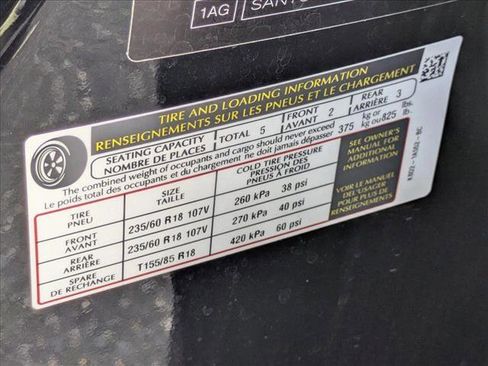 1AG
TIRE AND LOADING INFORMATION
RENSEIGNEMENTS SUR LES PNEUS ET LE CHARGEMENT
SEATING CAPACITY
NOMBRE DE PLACES
TOTAL 5
FRONT
AVANT 2
REAR
ARRIÈRE 3
The combined weight of occupants and cargo should never exceed
Le poids total des occupants et du chargement ne doit jamais dépasser
375 kg or kg ou 825 lbs. lb.
TIRE
PNEU
SIZE
TAILLE
COLD TIRE PRESSURE
PRESSION DES PNEUS À FROID
FRONT
AVANT
235/60 R18 107V
260 kPa 38 psi
REAR
ARRIÈRE
235/60 R18 107V
270 kPa 40 psi
SPARE
DE RECHANGE
T155/85 R18
420 kPa 60 psi
SEE OWNER'S
MANUAL FOR
ADDITIONAL
INFORMATION
VOIR LE MANUEL
DE L'USAGER
POUR PLUS DE
RENSEIGNEMENTS